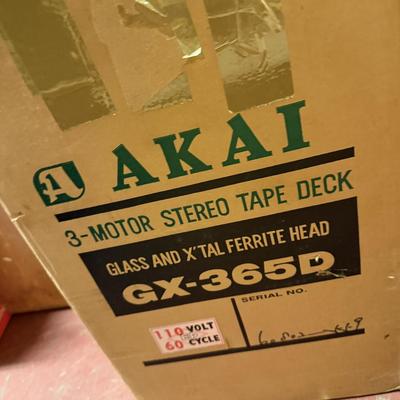 A AKAI
3-MOTOR STEREO TAPE DECK
GLASS AND X'TAL FERRITE HEAD
GX-365D
SERIAL NO.
110 VOLT
60 CYCLE